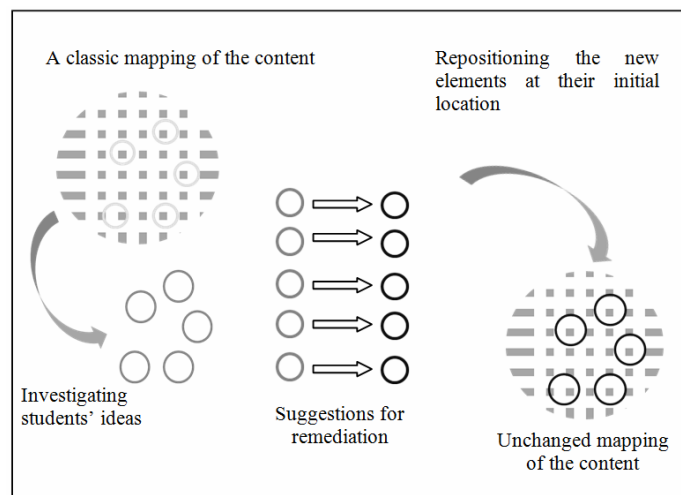 A classic mapping of the content
Repositioning the new
elements at their initial
location
Investigating
students' ideas
Suggestions for
remediation
Unchanged mapping
of the content